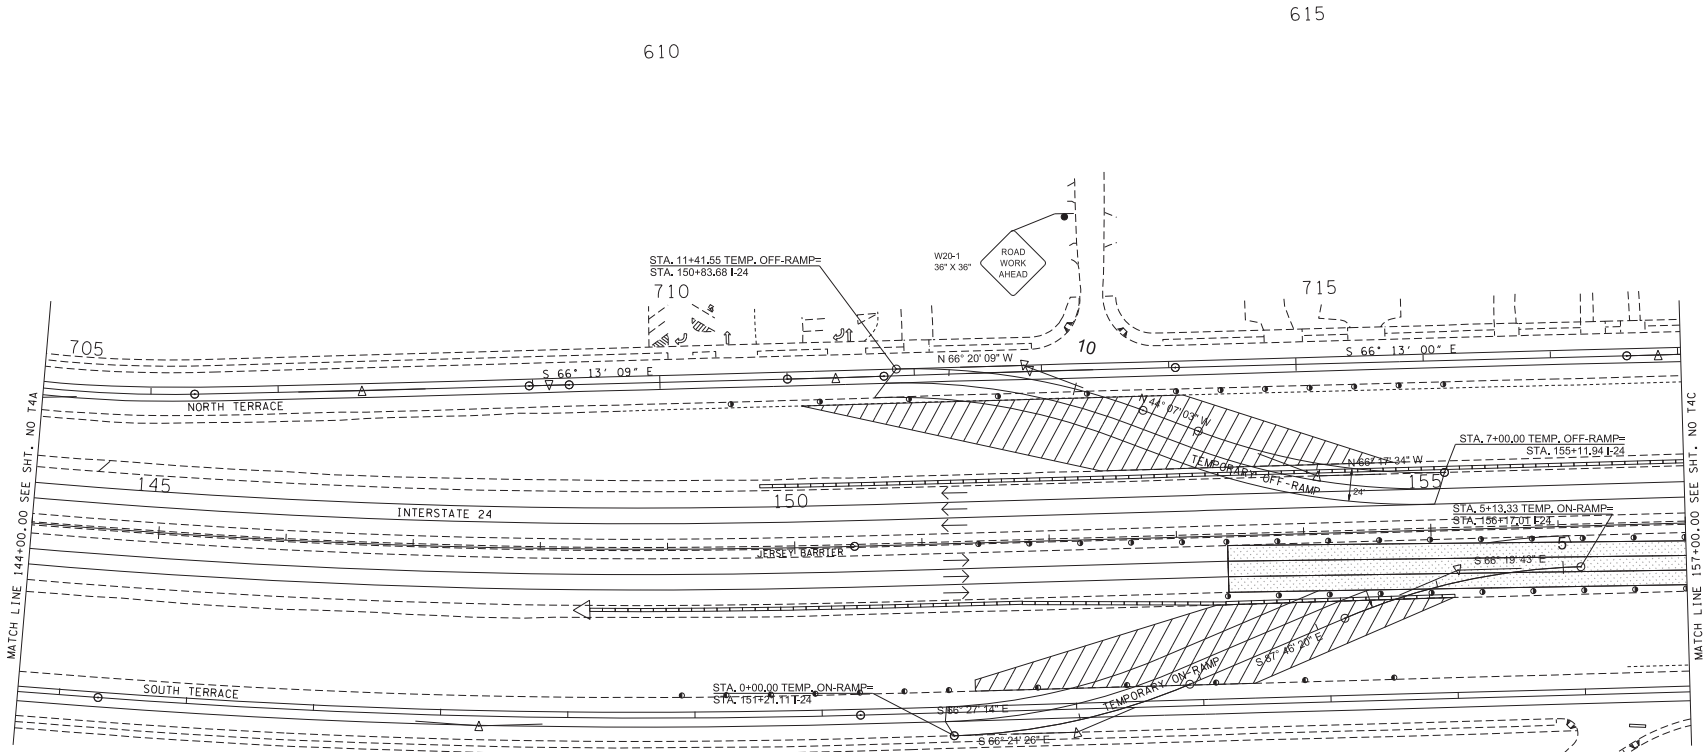 615
610
ROAD
WORK
AHEAD
W20-1
36" X 36"
STA. 11+41.55 TEMP. OFF-RAMP=
STA. 150+83.68 I-24
710
715
705
10
N 66° 20' 09" W
S 66° 13' 00" E
S 66° 13' 09" E
NORTH TERRACE
N 44° 07' 03" W
STA. 7+00.00 TEMP. OFF-RAMP=
STA. 155+11.94 I-24
N 66° 17' 34" W
TEMPORARY OFF-RAMP
24'
145
150
155
INTERSTATE 24
STA. 5+13.33 TEMP. ON-RAMP=
STA. 156+17.01 I-24
JERSEY BARRIER
5
S 66° 19' 43" E
S 87° 46' 20" E
TEMPORARY ON-RAMP
SOUTH TERRACE
STA. 0+00.00 TEMP. ON-RAMP=
STA. 151+21.11 I-24
S 66° 27' 14" E
S 66° 21' 26" E
MATCH LINE 144+00.00 SEE SHT. NO T4A
MATCH LINE 157+00.00 SEE SHT. NO T4C